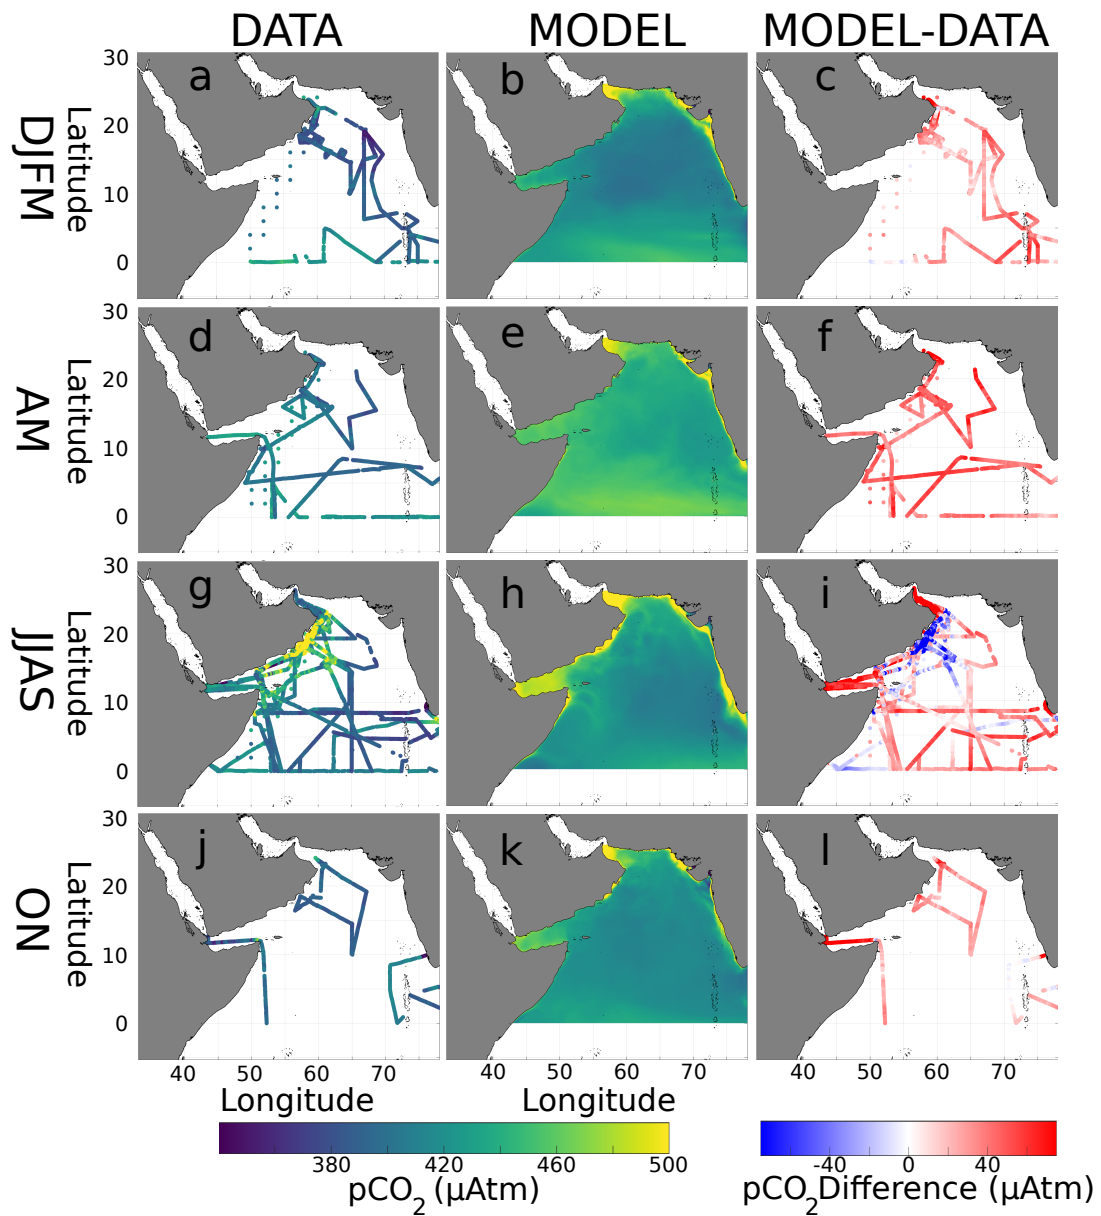 DATA MODEL MODEL-DATA
DJFM
Latitude
30
20
10
0
a b c
AM
Latitude
30
20
10
0
d e f
JJAS
Latitude
30
20
10
0
g h i
ON
Latitude
30
20
10
0
j k l
40 50 60 70 40 50 60 70 40 50 60 70
Longitude Longitude
380 420 460 500
pCO2 (μAtm)
-40 0 40
pCO2 Difference (μAtm)